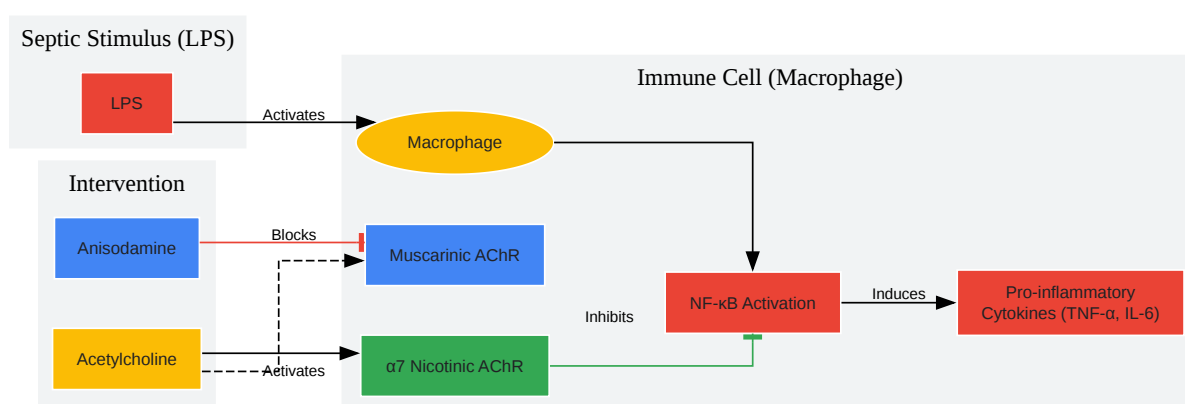 Septic Stimulus (LPS)
LPS
Activates
Immune Cell (Macrophage)
Macrophage
Intervention
Anisodamine
Blocks
Muscarinic AChR
Acetylcholine
Activates
α7 Nicotinic AChR
Inhibits
NF-κB Activation
Induces
Pro-inflammatory
Cytokines (TNF-α, IL-6)